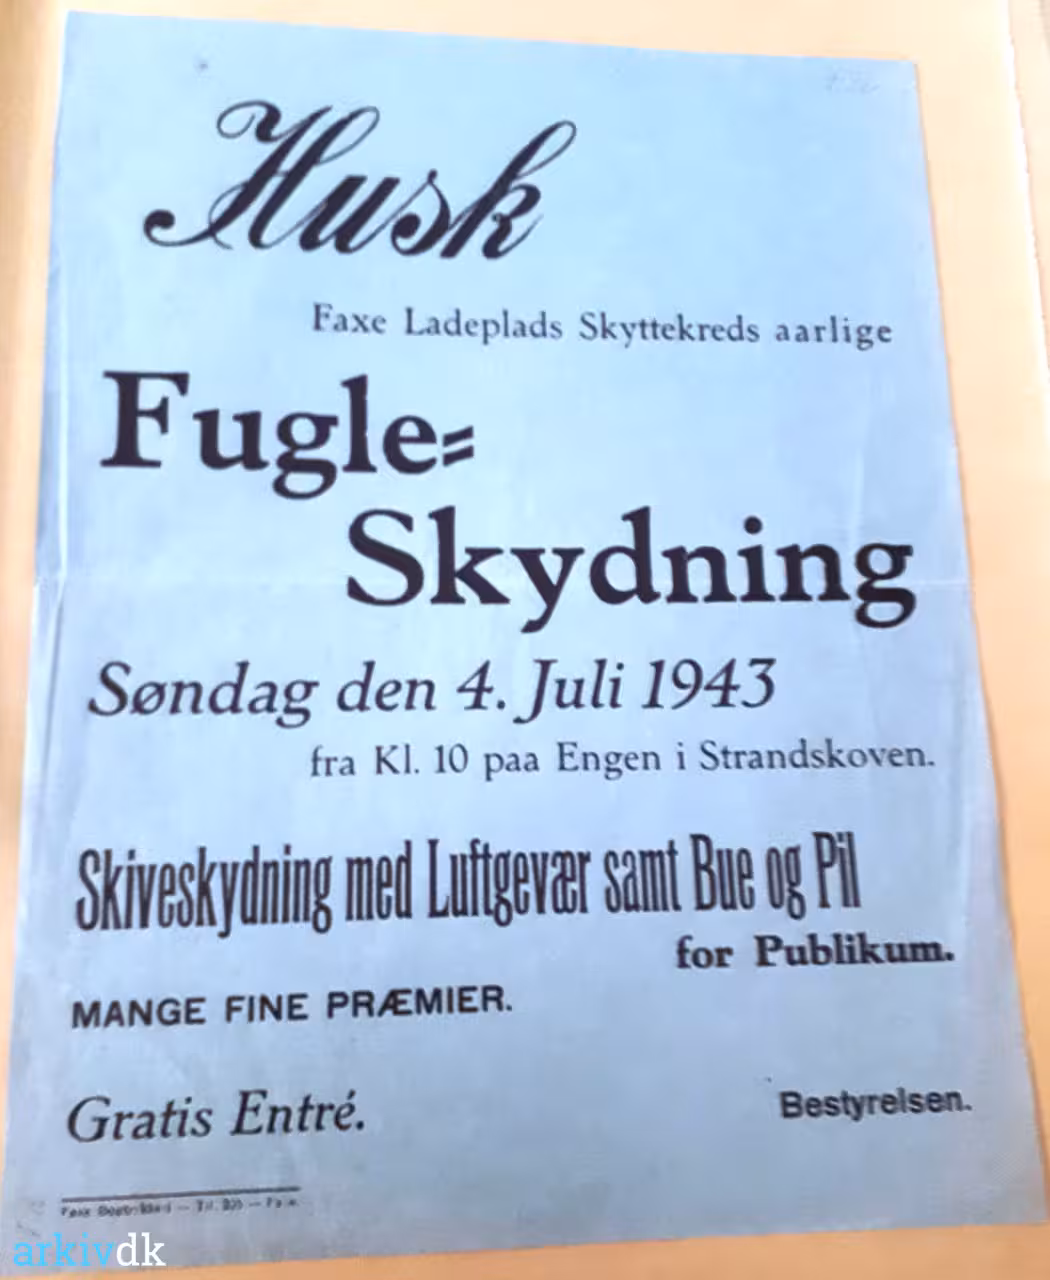 Husk
Faxe Ladeplads Skyttekreds aarlige
Fugle=
Skydning
Søndag den 4. Juli 1943
fra Kl. 10 paa Engen i Strandskoven.
Skiveskydning med Luftgevær samt Bue og Pil
for Publikum.
MANGE FINE PRÆMIER.
Gratis Entré.
Bestyrelsen.
arkivdk